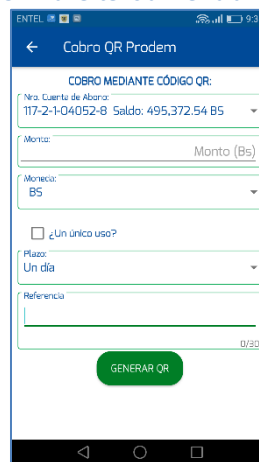 ENTEL 9:3
Cobro QR Prodem
COBRO MEDIANTE CÓDIGO QR:
Nro. Cuenta de Abono:
117-2-1-04052-8 Saldo: 495,372.54 BS
Monto:
Monto (Bs)
Moneda:
BS
¿Un único uso?
Plazo:
Un día
Referencia
0/30
GENERAR QR